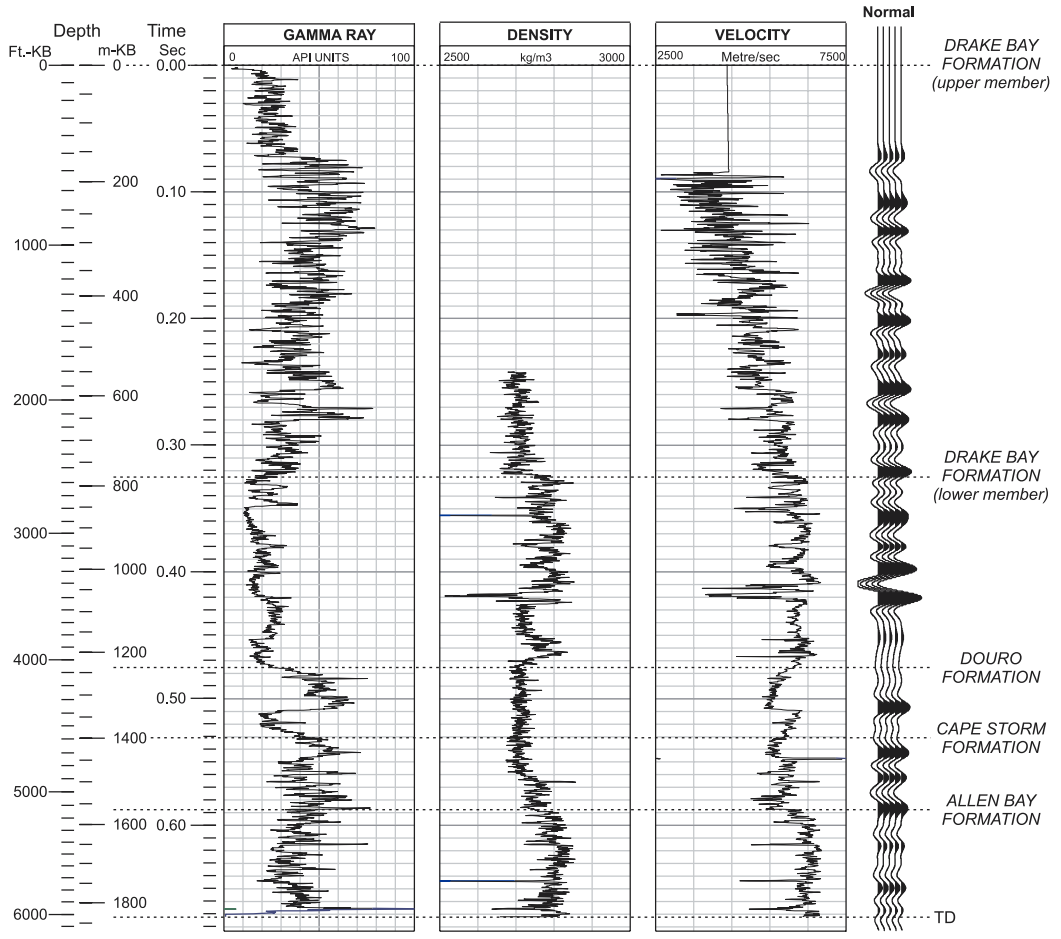 Normal
Depth
Time
GAMMA RAY
DENSITY
VELOCITY
Ft.-KB
m-KB
Sec
0
API UNITS
100
2500
kg/m3
3000
2500
Metre/sec
7500
0
0
0.00
DRAKE BAY
FORMATION
(upper member)
200
0.10
1000
400
0.20
2000
600
0.30
800
DRAKE BAY
FORMATION
(lower member)
3000
1000
0.40
4000
1200
DOURO
FORMATION
0.50
1400
CAPE STORM
FORMATION
5000
1600
0.60
ALLEN BAY
FORMATION
1800
6000
TD